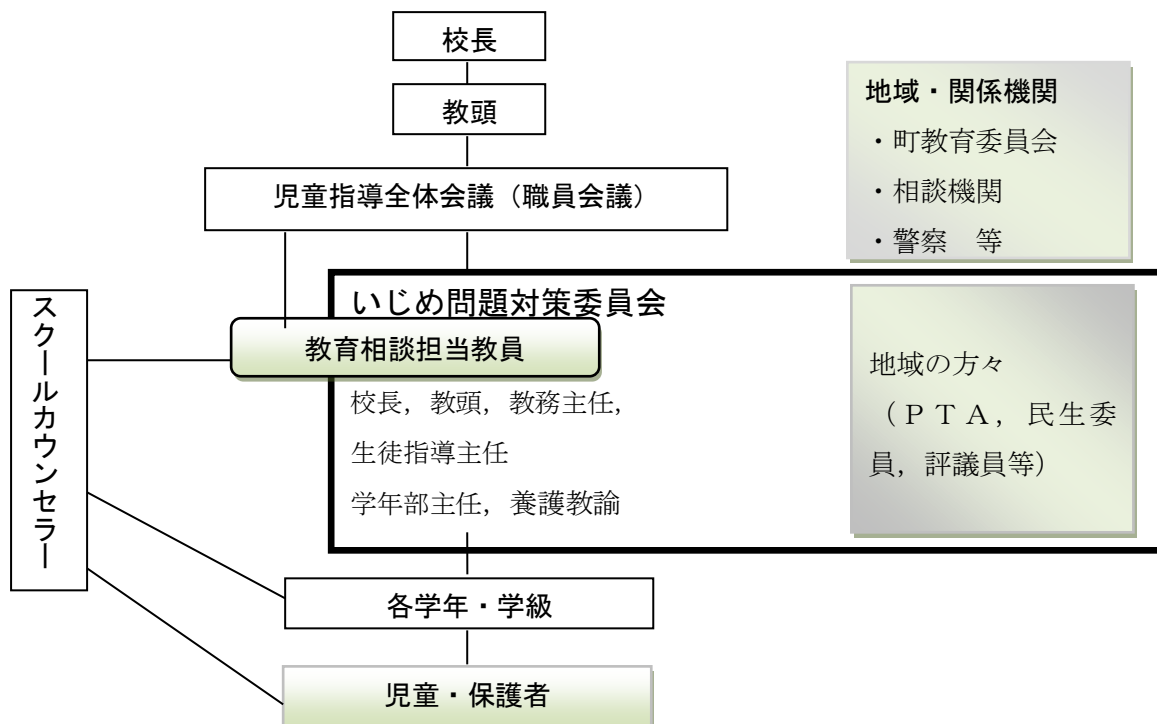 校長
教頭
児童指導全体会議（職員会議）
地域・関係機関
・町教育委員会
・相談機関
・警察　等
スクールカウンセラー
いじめ問題対策委員会
教育相談担当教員
校長，教頭，教務主任，
生徒指導主任
学年部主任，養護教諭
地域の方々
（ＰＴＡ，民生委
員，評議員等）
各学年・学級
児童・保護者